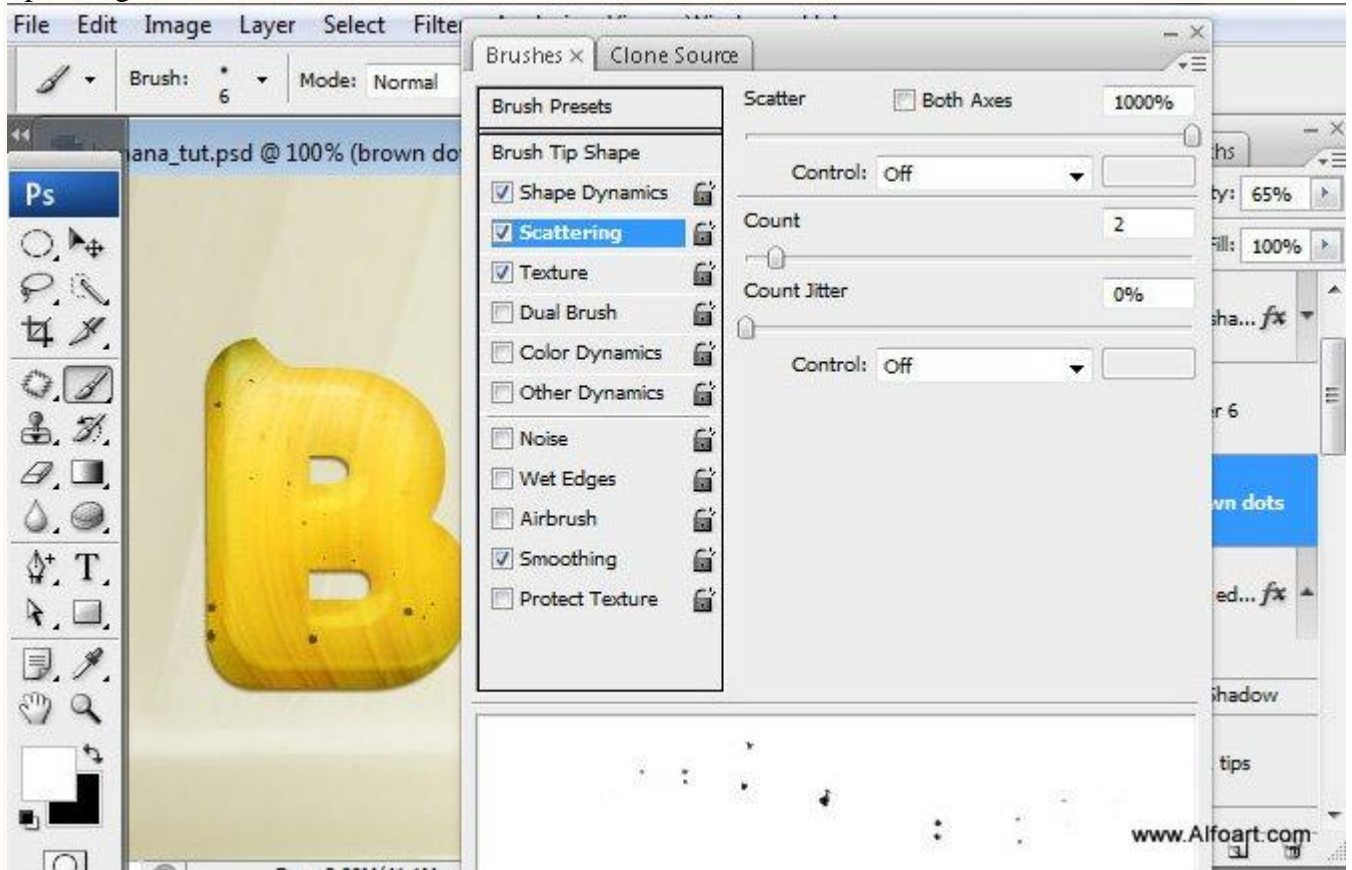 File Edit Image Layer Select Filter
Brush: 6 Mode: Normal
Brushes × Clone Source
ana_tut.psd @ 100% (brown do
Ps
Brush Presets
Brush Tip Shape
Shape Dynamics
Scattering
Texture
Dual Brush
Color Dynamics
Other Dynamics
Noise
Wet Edges
Airbrush
Smoothing
Protect Texture
Scatter Both Axes 1000%
Control: Off
Count 2
Count Jitter 0%
Control: Off
ths
ty: 65%
Fill: 100%
sha... fx
r 6
wn dots
ed... fx
Shadow
tips
B
T
www.Alfoart.com